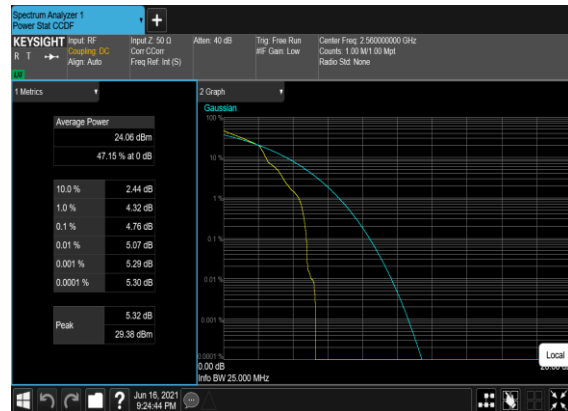 Spectrum Analyzer 1
Power Stat CCDF
+
KEYSIGHT
R T
LXI
Input: RF
Coupling: DC
Align: Auto
Input Z: 50 Ω
Corr CCorr
Freq Ref: Int (S)
Atten: 40 dB
Trig: Free Run
#IF Gain: Low
Center Freq: 2.560000000 GHz
Counts: 1.00 M/1.00 Mpt
Radio Std: None
1 Metrics
Average Power
24.06 dBm
47.15 % at 0 dB
10.0 % 2.44 dB
1.0 % 4.32 dB
0.1 % 4.76 dB
0.01 % 5.07 dB
0.001 % 5.29 dB
0.0001 % 5.30 dB
Peak
5.32 dB
29.38 dBm
2 Graph
Gaussian
100 %
10 %
1 %
0.1 %
0.01 %
0.001 %
0.0001 %
0.00 dB
Info BW 25.000 MHz
Local
?
Jun 16, 2021
9:24:44 PM